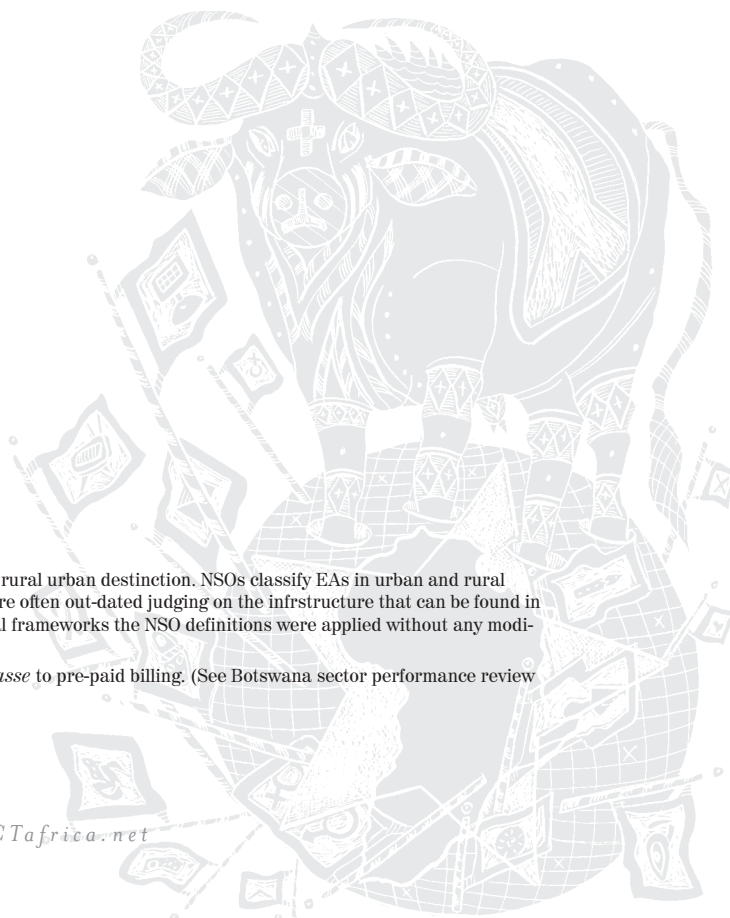 rural urban destinction. NSOs classify EAs in urban and rural
re often out-dated judging on the infrstructure that can be found in
l frameworks the NSO definitions were applied without any modi-
asse to pre-paid billing. (See Botswana sector performance review
CTafrica.net